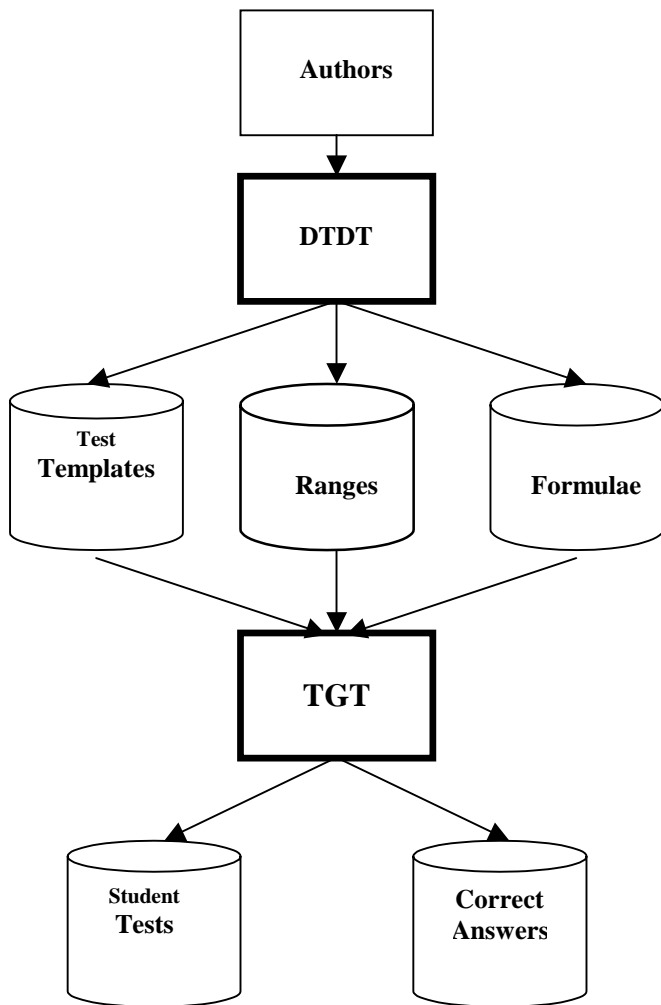 Authors
DTDT
Test
Templates
Ranges
Formulae
TGT
Student
Tests
Correct
Answers